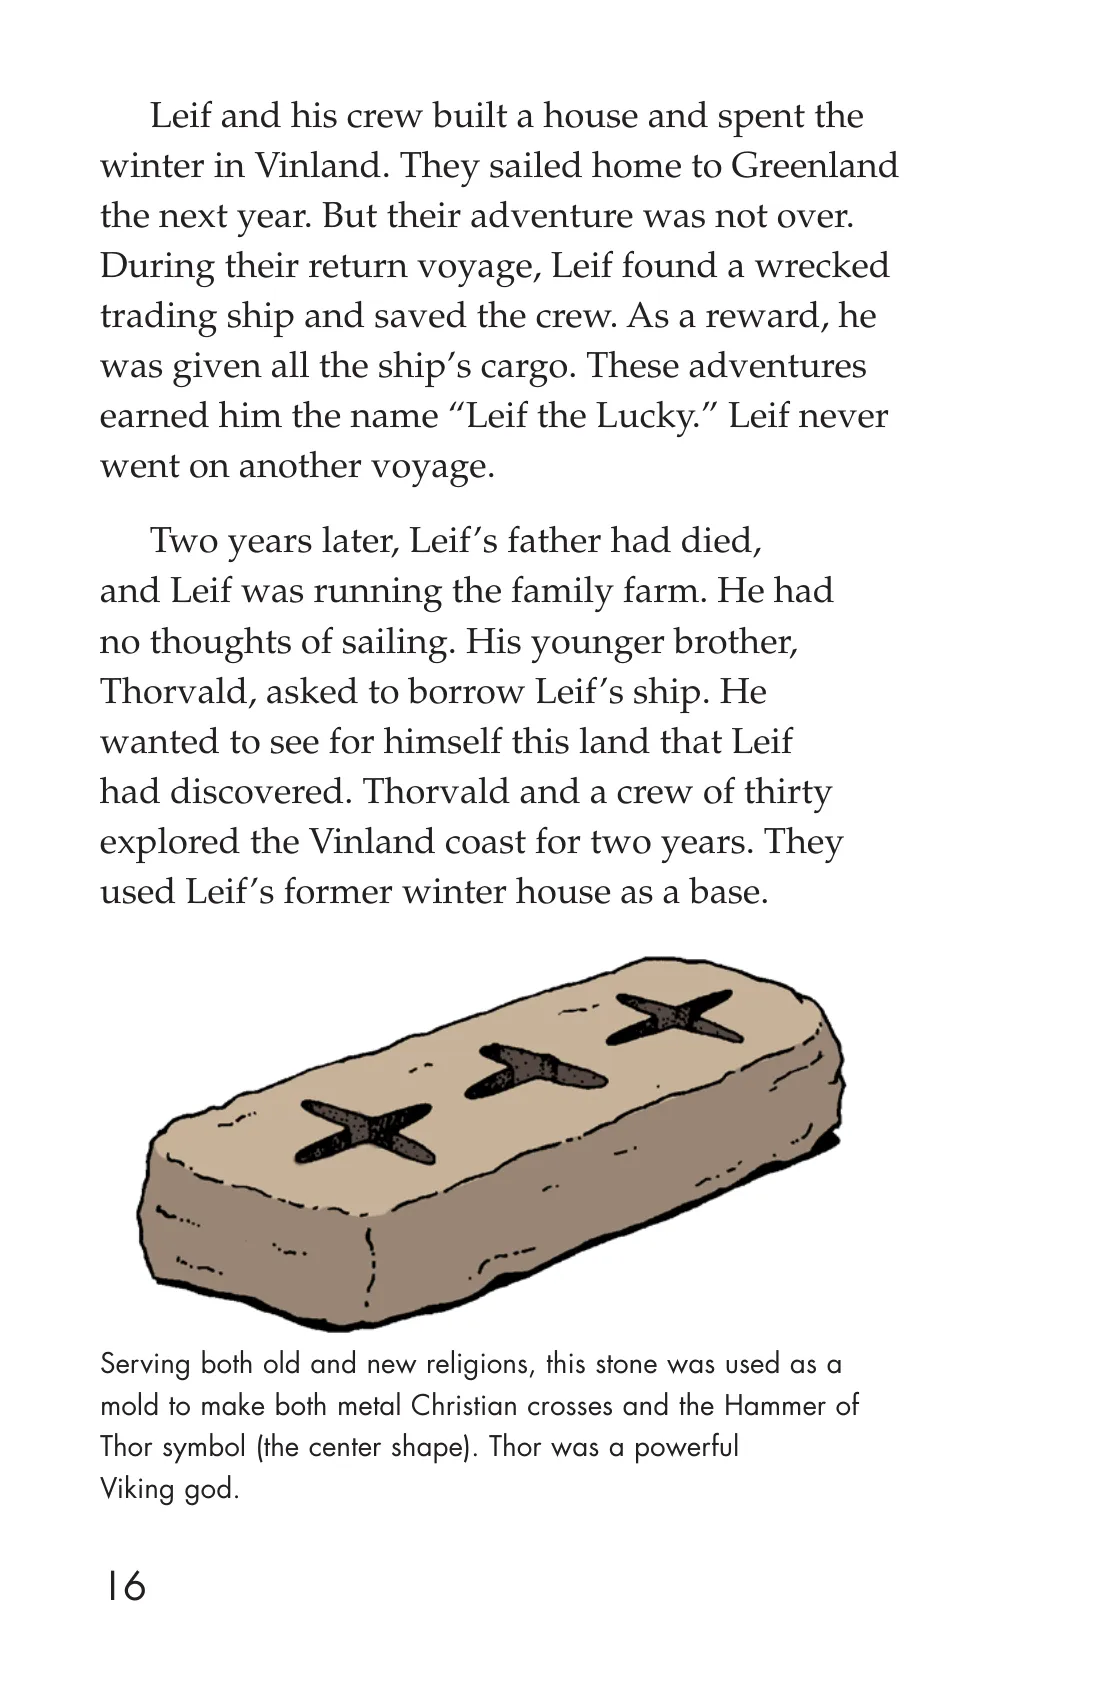 Leif and his crew built a house and spent the
winter in Vinland. They sailed home to Greenland
the next year. But their adventure was not over.
During their return voyage, Leif found a wrecked
trading ship and saved the crew. As a reward, he
was given all the ship’s cargo. These adventures
earned him the name “Leif the Lucky.” Leif never
went on another voyage.
Two years later, Leif’s father had died,
and Leif was running the family farm. He had
no thoughts of sailing. His younger brother,
Thorvald, asked to borrow Leif’s ship. He
wanted to see for himself this land that Leif
had discovered. Thorvald and a crew of thirty
explored the Vinland coast for two years. They
used Leif’s former winter house as a base.
Serving both old and new religions, this stone was used as a
mold to make both metal Christian crosses and the Hammer of
Thor symbol (the center shape). Thor was a powerful
Viking god.
16